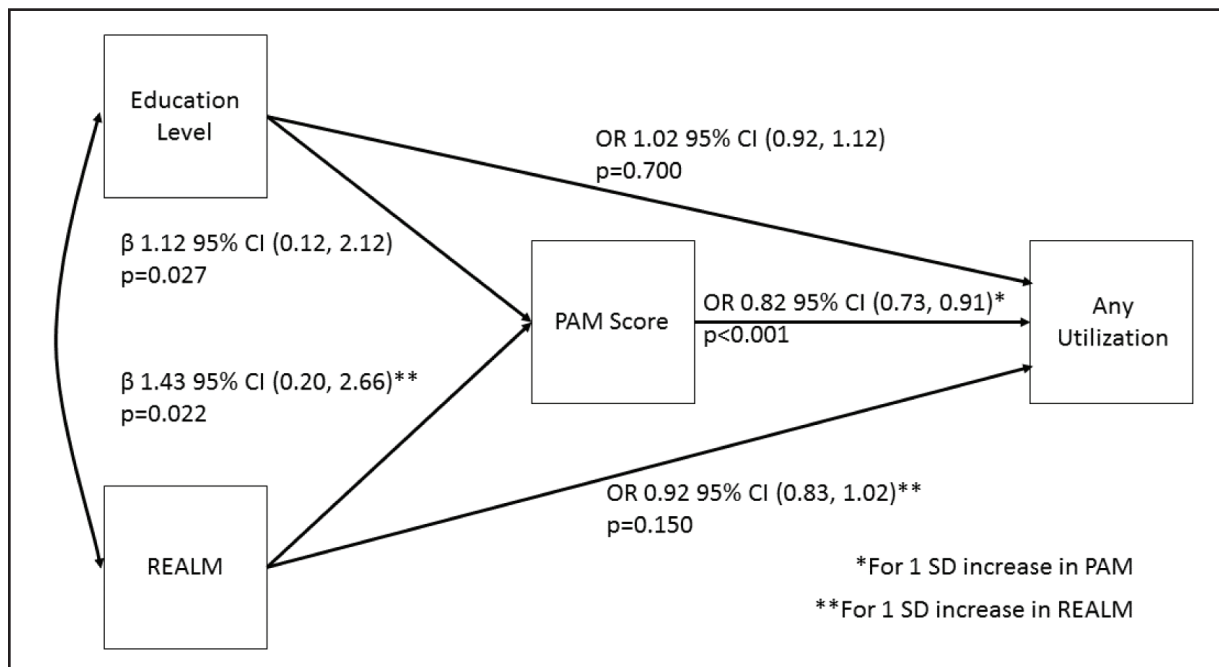 Education
Level
OR 1.02 95% CI (0.92, 1.12)
p=0.700
β 1.12 95% CI (0.12, 2.12)
p=0.027
PAM Score
OR 0.82 95% CI (0.73, 0.91)*
p<0.001
Any
Utilization
β 1.43 95% CI (0.20, 2.66)**
p=0.022
OR 0.92 95% CI (0.83, 1.02)**
p=0.150
REALM
*For 1 SD increase in PAM
**For 1 SD increase in REALM